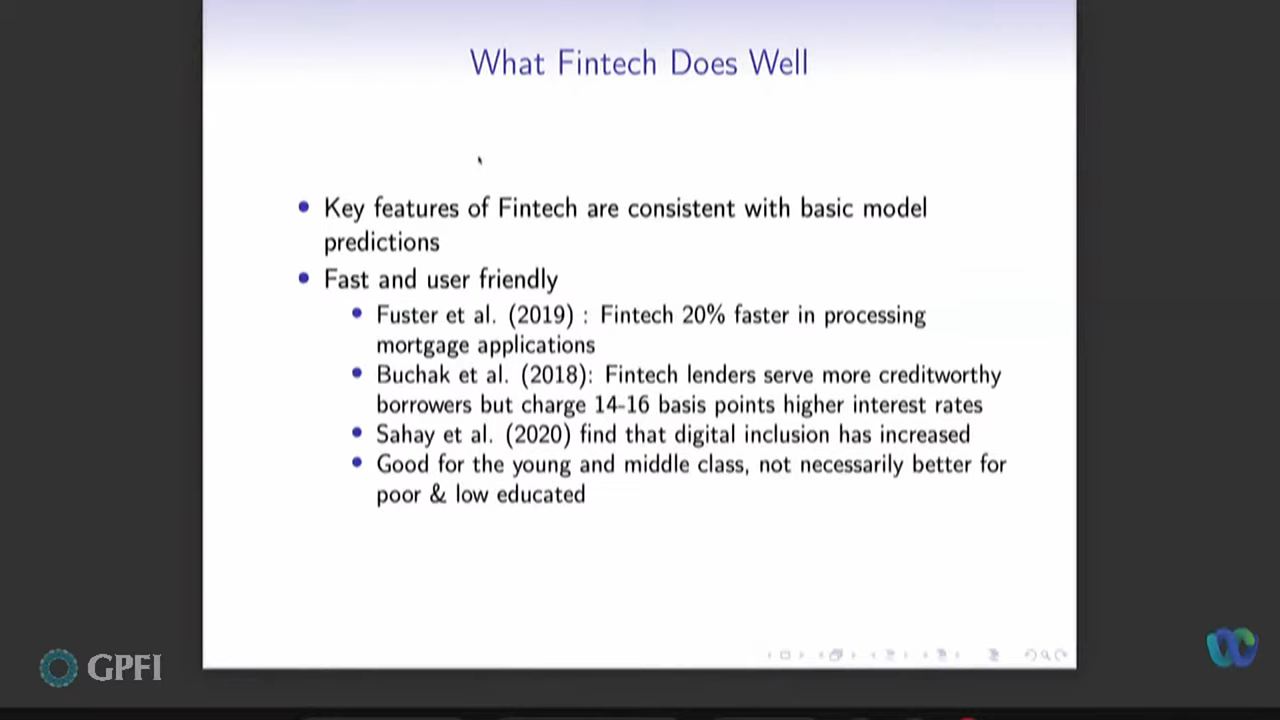 What Fintech Does Well
• Key features of Fintech are consistent with basic model
predictions
• Fast and user friendly
• Fuster et al. (2019) : Fintech 20% faster in processing
mortgage applications
• Buchak et al. (2018): Fintech lenders serve more creditworthy
borrowers but charge 14-16 basis points higher interest rates
• Sahay et al. (2020) find that digital inclusion has increased
• Good for the young and middle class, not necessarily better for
poor & low educated
GPFI